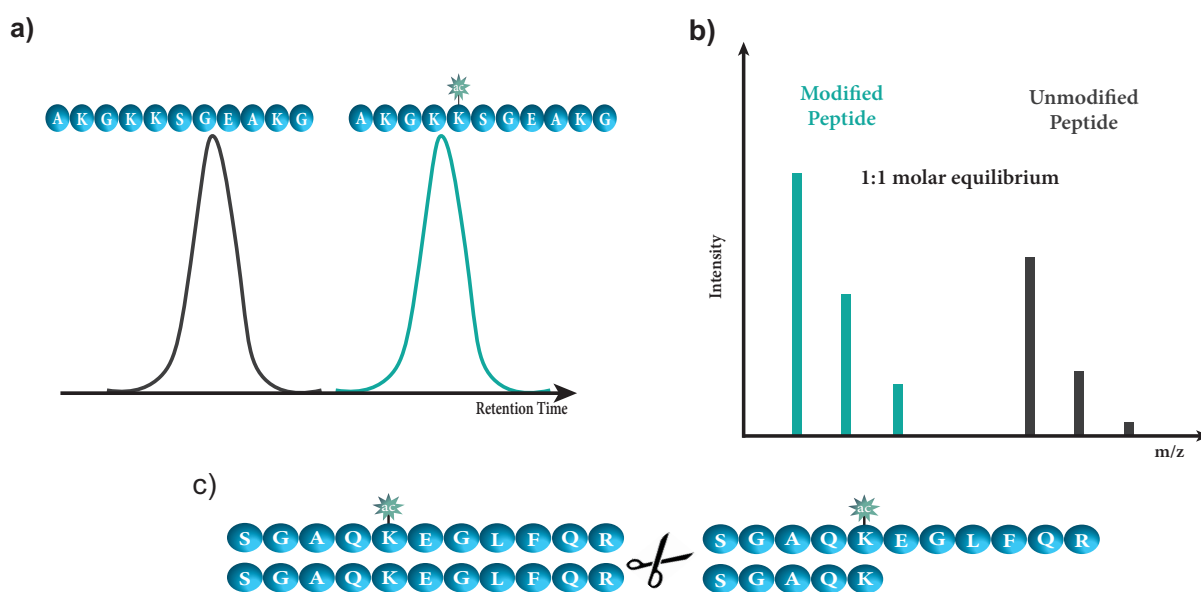 a)
ac
A K G K K S G E A K G
A K G K K S G E A K G
Retention Time
b)
Modified
Peptide
Unmodified
Peptide
1:1 molar equilibrium
Intensity
m/z
c)
ac
ac
S G A Q K E G L F Q R
S G A Q K E G L F Q R
S G A Q K E G L F Q R
S G A Q K